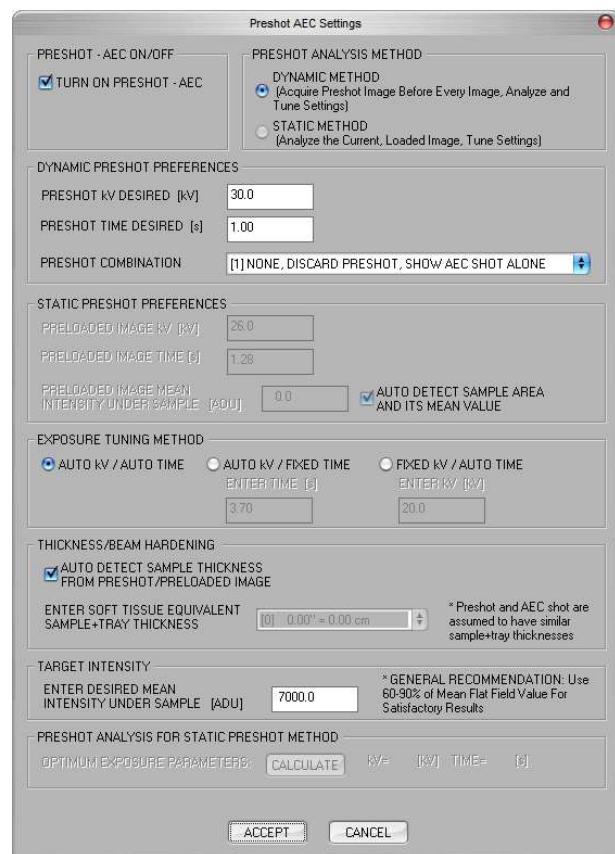 Preshot AEC Settings
PRESHOT - AEC ON/OFF
TURN ON PRESHOT - AEC
PRESHOT ANALYSIS METHOD
DYNAMIC METHOD
(Acquire Preshot Image Before Every Image, Analyze and
Tune Settings)
STATIC METHOD
(Analyze the Current, Loaded Image, Tune Settings)
DYNAMIC PRESHOT PREFERENCES
PRESHOT kV DESIRED [kV] 30.0
PRESHOT TIME DESIRED [s] 1.00
PRESHOT COMBINATION [1] NONE, DISCARD PRESHOT, SHOW AEC SHOT ALONE
STATIC PRESHOT PREFERENCES
PRELOADED IMAGE kV [kV] 26.0
PRELOADED IMAGE TIME [s] 1.28
PRELOADED IMAGE MEAN
INTENSITY UNDER SAMPLE [ADU] 0.0
AUTO DETECT SAMPLE AREA
AND ITS MEAN VALUE
EXPOSURE TUNING METHOD
AUTO kV / AUTO TIME
AUTO kV / FIXED TIME
ENTER TIME [s]
3.70
FIXED kV / AUTO TIME
ENTER kV [kV]
20.0
THICKNESS/BEAM HARDENING
AUTO DETECT SAMPLE THICKNESS
FROM PRESHOT/PRELOADED IMAGE
ENTER SOFT TISSUE EQUIVALENT
SAMPLE+TRAY THICKNESS
[0] 0.00" = 0.00 cm
* Preshot and AEC shot are
assumed to have similar
sample+tray thicknesses
TARGET INTENSITY
ENTER DESIRED MEAN
INTENSITY UNDER SAMPLE [ADU]
7000.0
* GENERAL RECOMMENDATION: Use
60-90% of Mean Flat Field Value For
Satisfactory Results
PRESHOT ANALYSIS FOR STATIC PRESHOT METHOD
OPTIMUM EXPOSURE PARAMETERS: CALCULATE kV= [kV] TIME= [s]
ACCEPT CANCEL